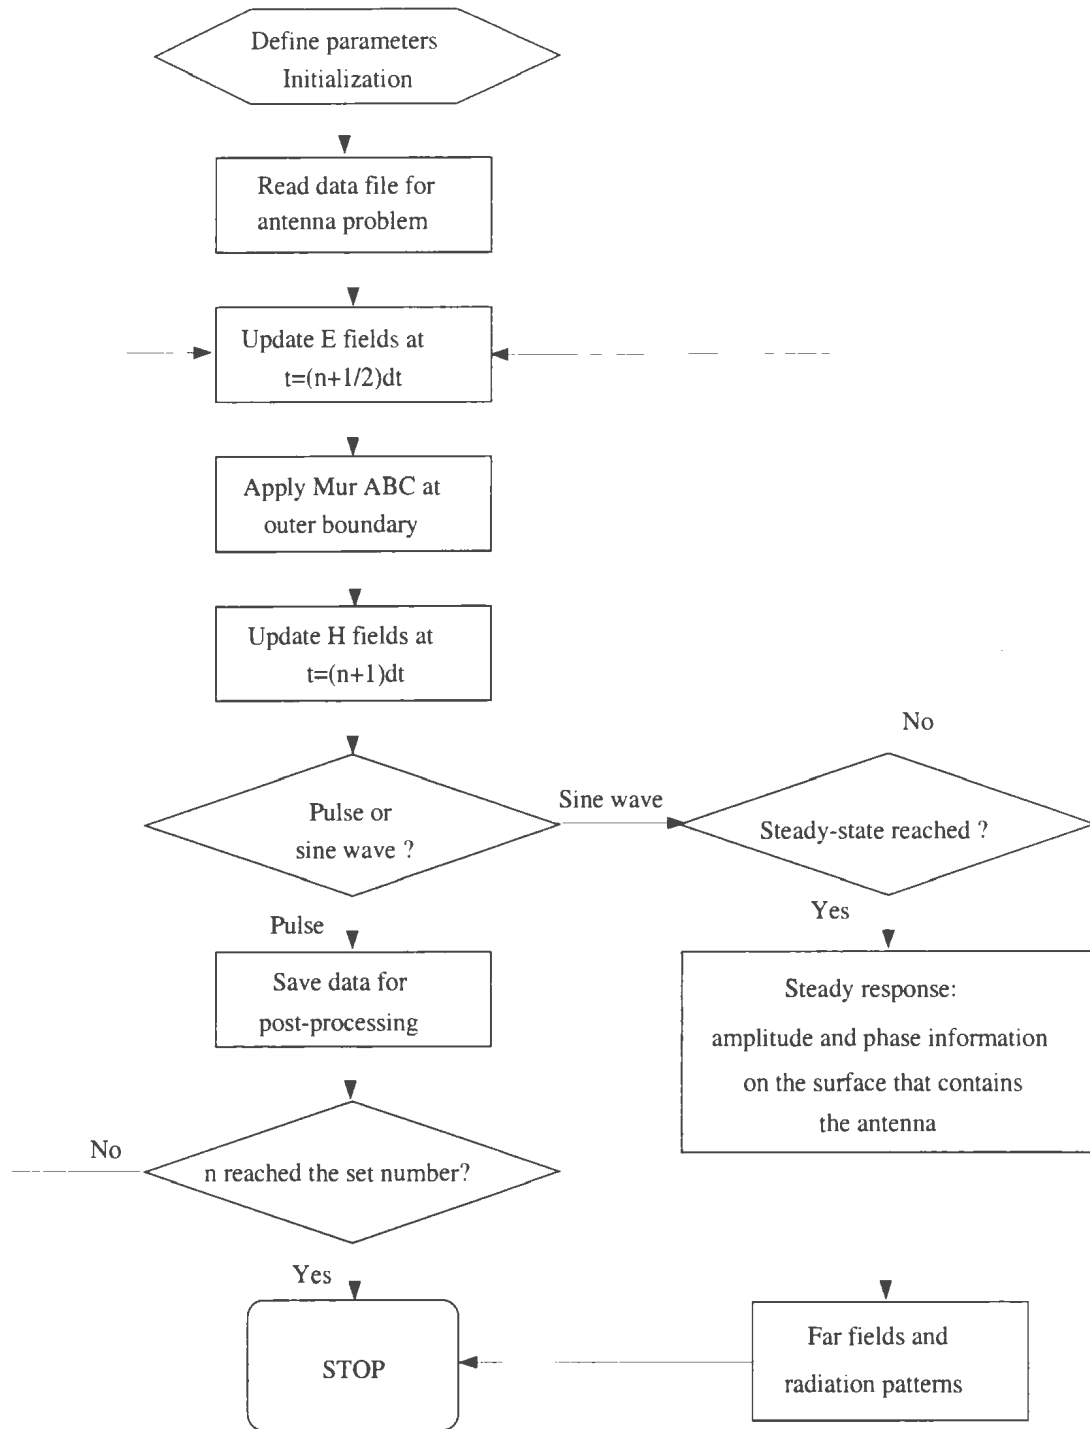 Define parameters
Initialization
Read data file for
antenna problem
Update E fields at
t=(n+1/2)dt
Apply Mur ABC at
outer boundary
Update H fields at
t=(n+1)dt
No
Pulse or
sine wave ?
Sine wave
Steady-state reached ?
Pulse
Yes
Save data for
post-processing
Steady response:
amplitude and phase information
on the surface that contains
the antenna
No
n reached the set number?
Yes
STOP
Far fields and
radiation patterns